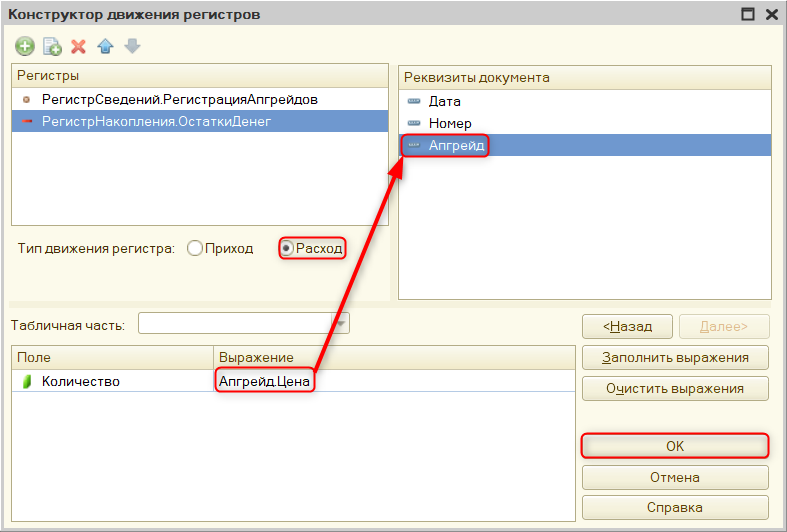 Конструктор движения регистров
Регистры
РегистрСведений.РегистрацияАпгрейдов
РегистрНакопления.ОстаткиДенег
Реквизиты документа
Дата
Номер
Апгрейд
Тип движения регистра: Приход Расход
Табличная часть:
<Назад Далее>
Поле Выражение
Количество Апгрейд.Цена
Заполнить выражения
Очистить выражения
OK
Отмена
Справка